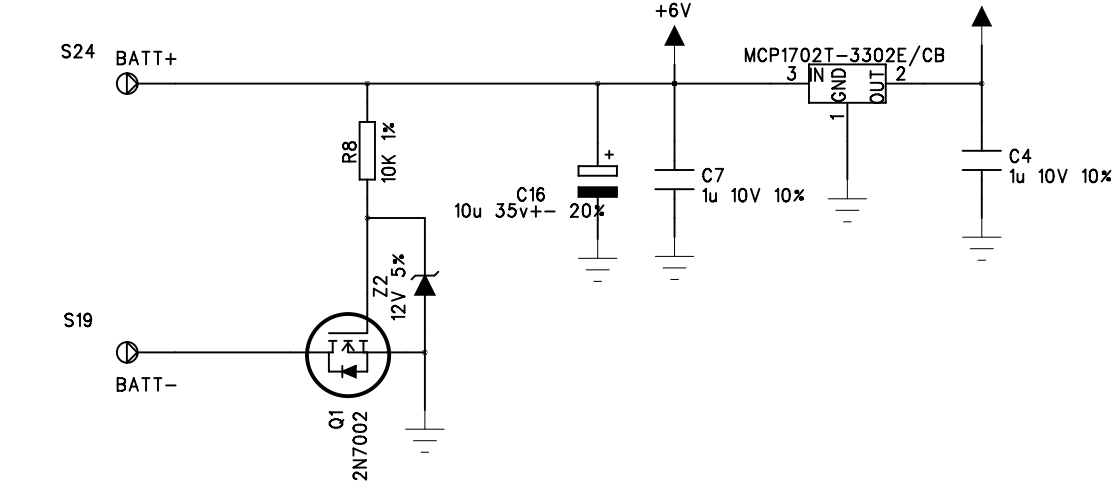 +6V
S24
BATT+
MCP1702T-3302E/CB
3
IN
GND
OUT
2
1
R8
10K 1%
+
C16
10u 35v+- 20%
C7
1u 10V 10%
C4
1u 10V 10%
Z2
12V 5%
S19
BATT-
Q1
2N7002